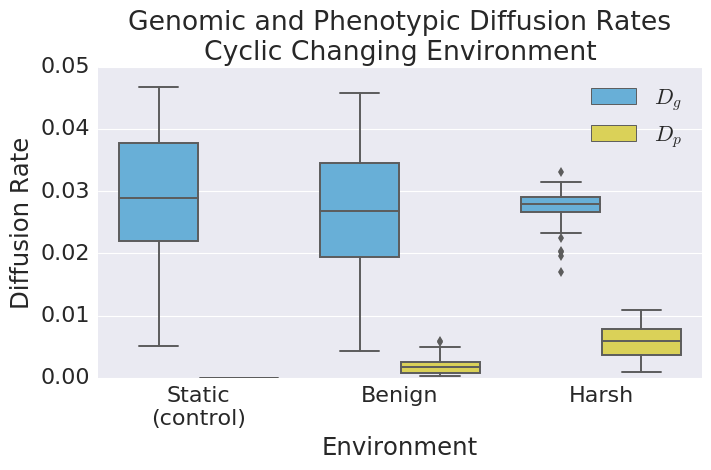 Genomic and Phenotypic Diffusion Rates
Cyclic Changing Environment
0.05
0.04
0.03
0.02
0.01
0.00
Diffusion Rate
D_g
D_p
Static
(control)
Benign
Harsh
Environment